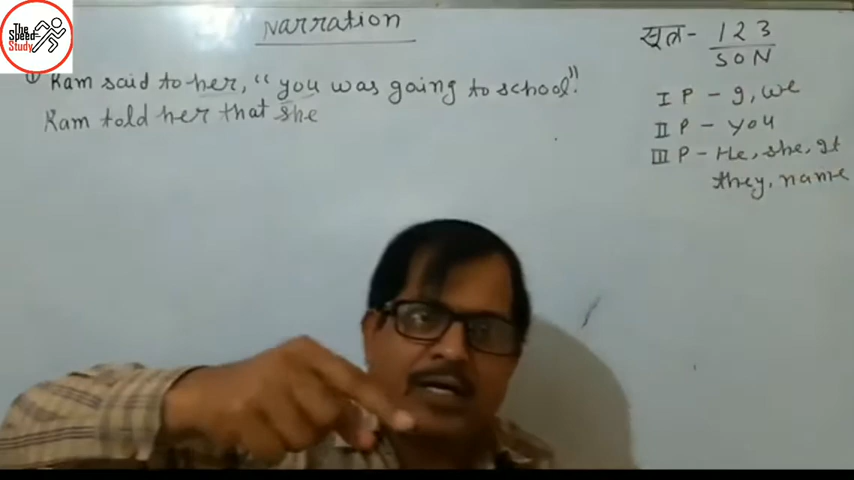 The
Speed
Study
Narration
① Ram said to her, “you was going to school.”
Ram told her that she
सूत्र - 1 2 3
S O N
I P - I, we
II P - you
III P - He, she, It
they, name